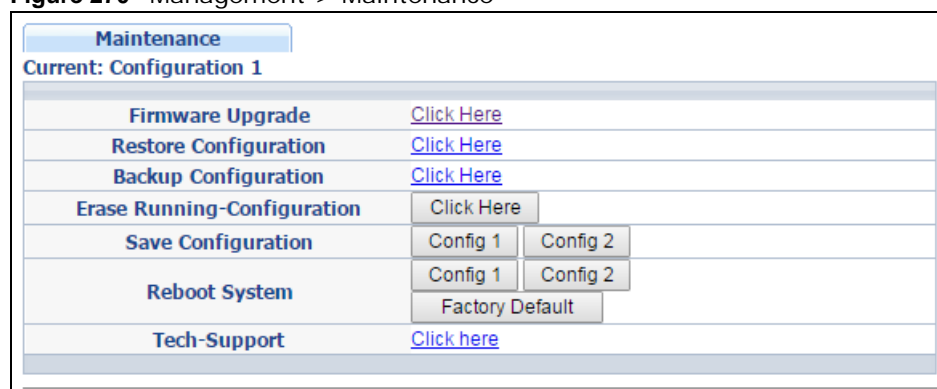 Management > Maintenance
Maintenance
Current: Configuration 1
Firmware Upgrade Click Here
Restore Configuration Click Here
Backup Configuration Click Here
Erase Running-Configuration Click Here
Save Configuration Config 1 Config 2
Reboot System Config 1 Config 2
Factory Default
Tech-Support Click here